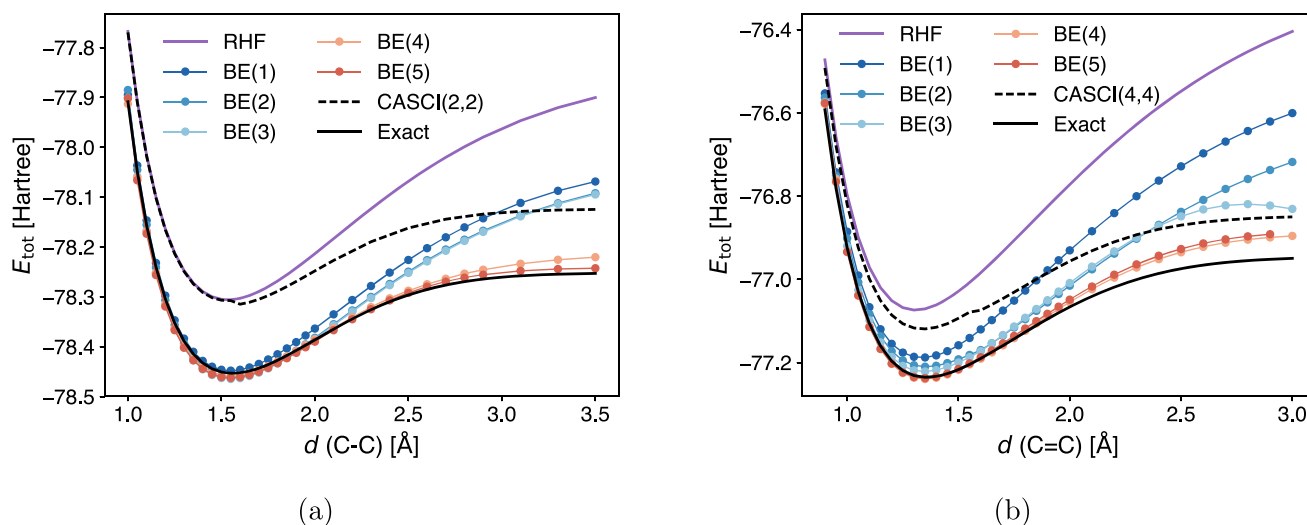 −77.8
−77.9
−78.0
−78.1
−78.2
−78.3
−78.4
−78.5
E_tot [Hartree]
RHF
BE(1)
BE(2)
BE(3)
BE(4)
BE(5)
CASCI(2,2)
Exact
1.0 1.5 2.0 2.5 3.0 3.5
d (C-C) [Å]
(a)
−76.4
−76.6
−76.8
−77.0
−77.2
E_tot [Hartree]
RHF
BE(1)
BE(2)
BE(3)
BE(4)
BE(5)
CASCI(4,4)
Exact
1.0 1.5 2.0 2.5 3.0
d (C=C) [Å]
(b)